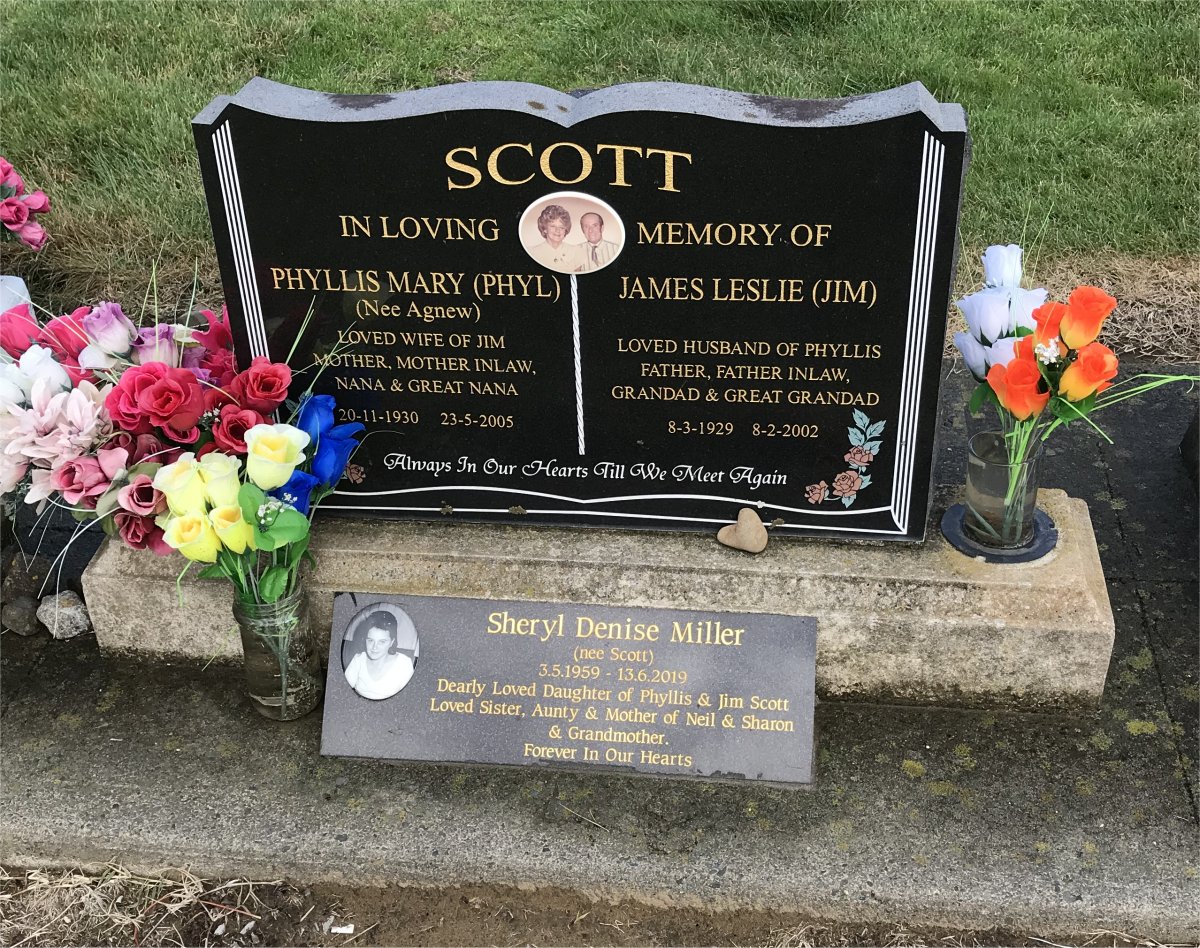 SCOTT
IN LOVING MEMORY OF
PHYLLIS MARY (PHYL)
(Nee Agnew)
LOVED WIFE OF JIM
MOTHER, MOTHER INLAW,
NANA & GREAT NANA
20-11-1930 23-5-2005
JAMES LESLIE (JIM)
LOVED HUSBAND OF PHYLLIS
FATHER, FATHER INLAW,
GRANDAD & GREAT GRANDAD
8-3-1929 8-2-2002
Always In Our Hearts Till We Meet Again
Sheryl Denise Miller
(nee Scott)
3.5.1959 - 13.6.2019
Dearly Loved Daughter of Phyllis & Jim Scott
Loved Sister, Aunty & Mother of Neil & Sharon
& Grandmother.
Forever In Our Hearts